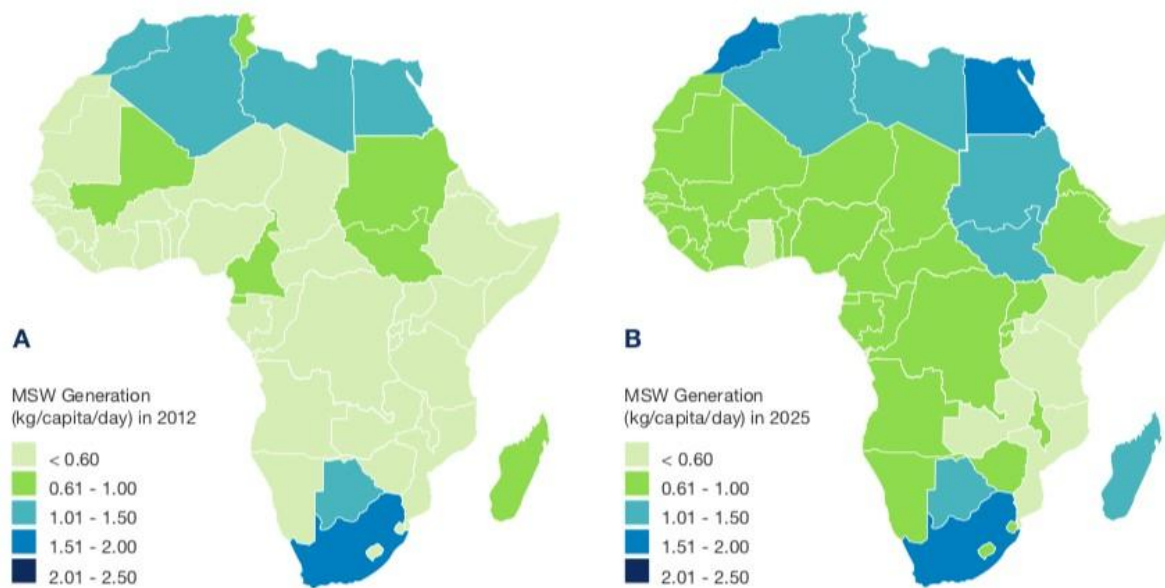 A
MSW Generation
(kg/capita/day) in 2012
< 0.60
0.61 - 1.00
1.01 - 1.50
1.51 - 2.00
2.01 - 2.50
B
MSW Generation
(kg/capita/day) in 2025
< 0.60
0.61 - 1.00
1.01 - 1.50
1.51 - 2.00
2.01 - 2.50